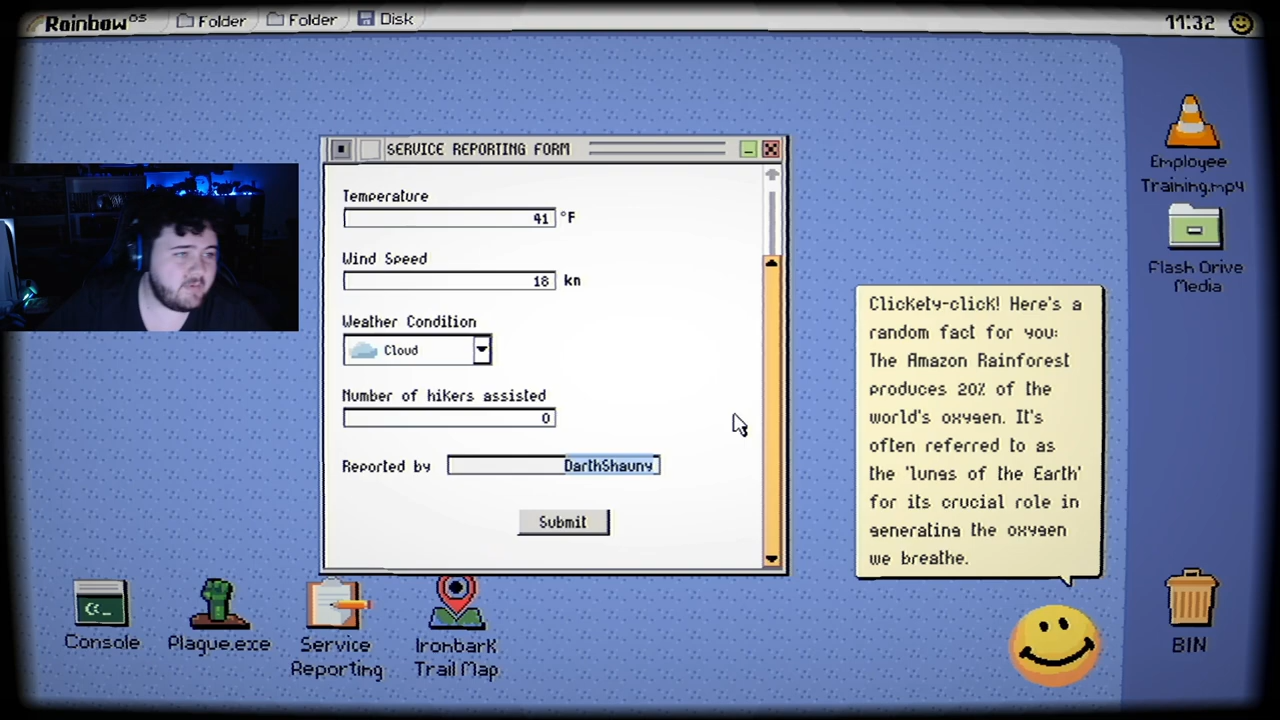 Rainbow OS
Folder
Folder
Disk
11:32
SERVICE REPORTING FORM
Temperature
41 °F
Wind Speed
18 kn
Weather Condition
Cloud
Number of hikers assisted
0
Reported by DarthShauny
Submit
Employee
Training.mp4
Flash Drive
Media
Clickety-click! Here's a
random fact for you:
The Amazon Rainforest
produces 20% of the
world's oxygen. It's
often referred to as
the 'lungs of the Earth'
for its crucial role in
generating the oxygen
we breathe.
Console
Plague.exe
Service
Reporting
Ironbark
Trail Map
BIN